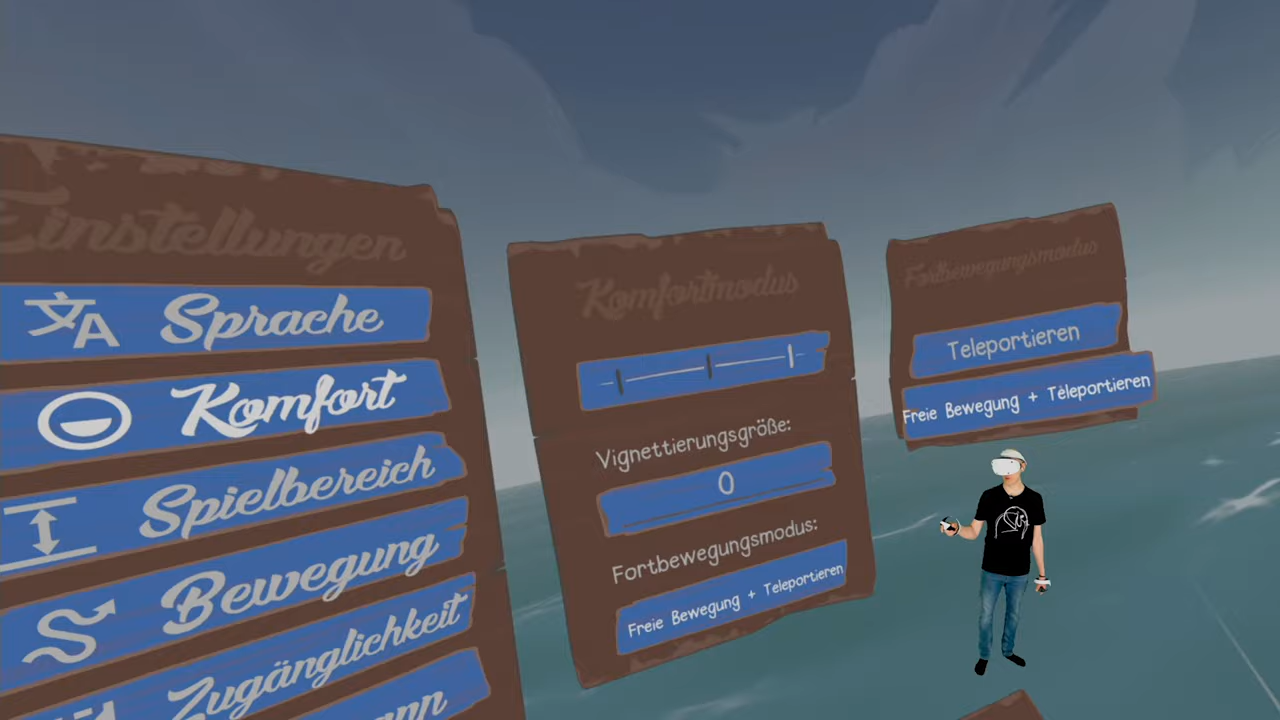 Einstellungen
Sprache
Komfort
Spielbereich
Bewegung
Zugänglichkeit
Komfortmodus
Vignettierungsgröße:
0
Fortbewegungsmodus:
Freie Bewegung + Teleportieren
Fortbewegungsmodus
Teleportieren
Freie Bewegung + Teleportieren